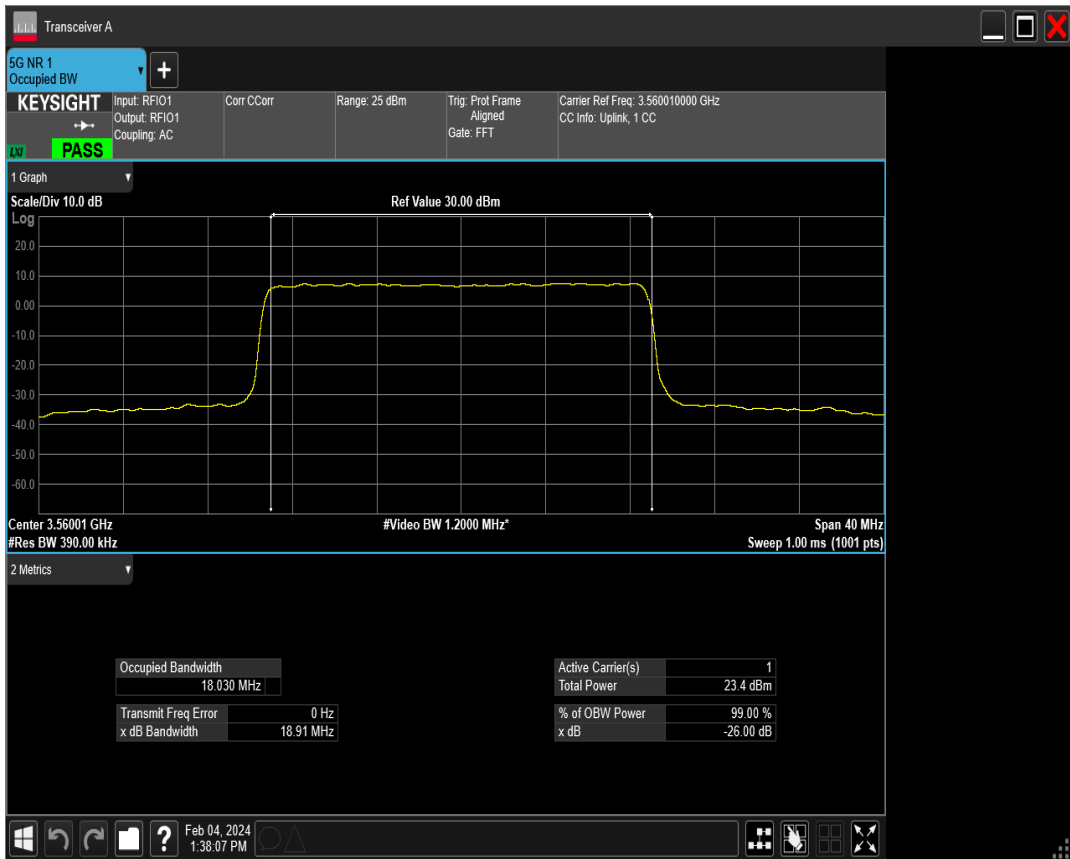 Transceiver A
5G NR 1
Occupied BW
+
KEYSIGHT
LXI
PASS
Input: RFIO1
Output: RFIO1
Coupling: AC
Corr CCorr
Range: 25 dBm
Trig: Prot Frame
Aligned
Gate: FFT
Carrier Ref Freq: 3.560010000 GHz
CC Info: Uplink, 1 CC
1 Graph
Scale/Div 10.0 dB
Ref Value 30.00 dBm
Log
20.0
10.0
0.00
-10.0
-20.0
-30.0
-40.0
-50.0
-60.0
Center 3.56001 GHz
#Video BW 1.2000 MHz*
Span 40 MHz
#Res BW 390.00 kHz
Sweep 1.00 ms (1001 pts)
2 Metrics
Occupied Bandwidth
18.030 MHz
Transmit Freq Error 0 Hz
x dB Bandwidth 18.91 MHz
Active Carrier(s) 1
Total Power 23.4 dBm
% of OBW Power 99.00 %
x dB -26.00 dB
?
Feb 04, 2024
1:38:07 PM